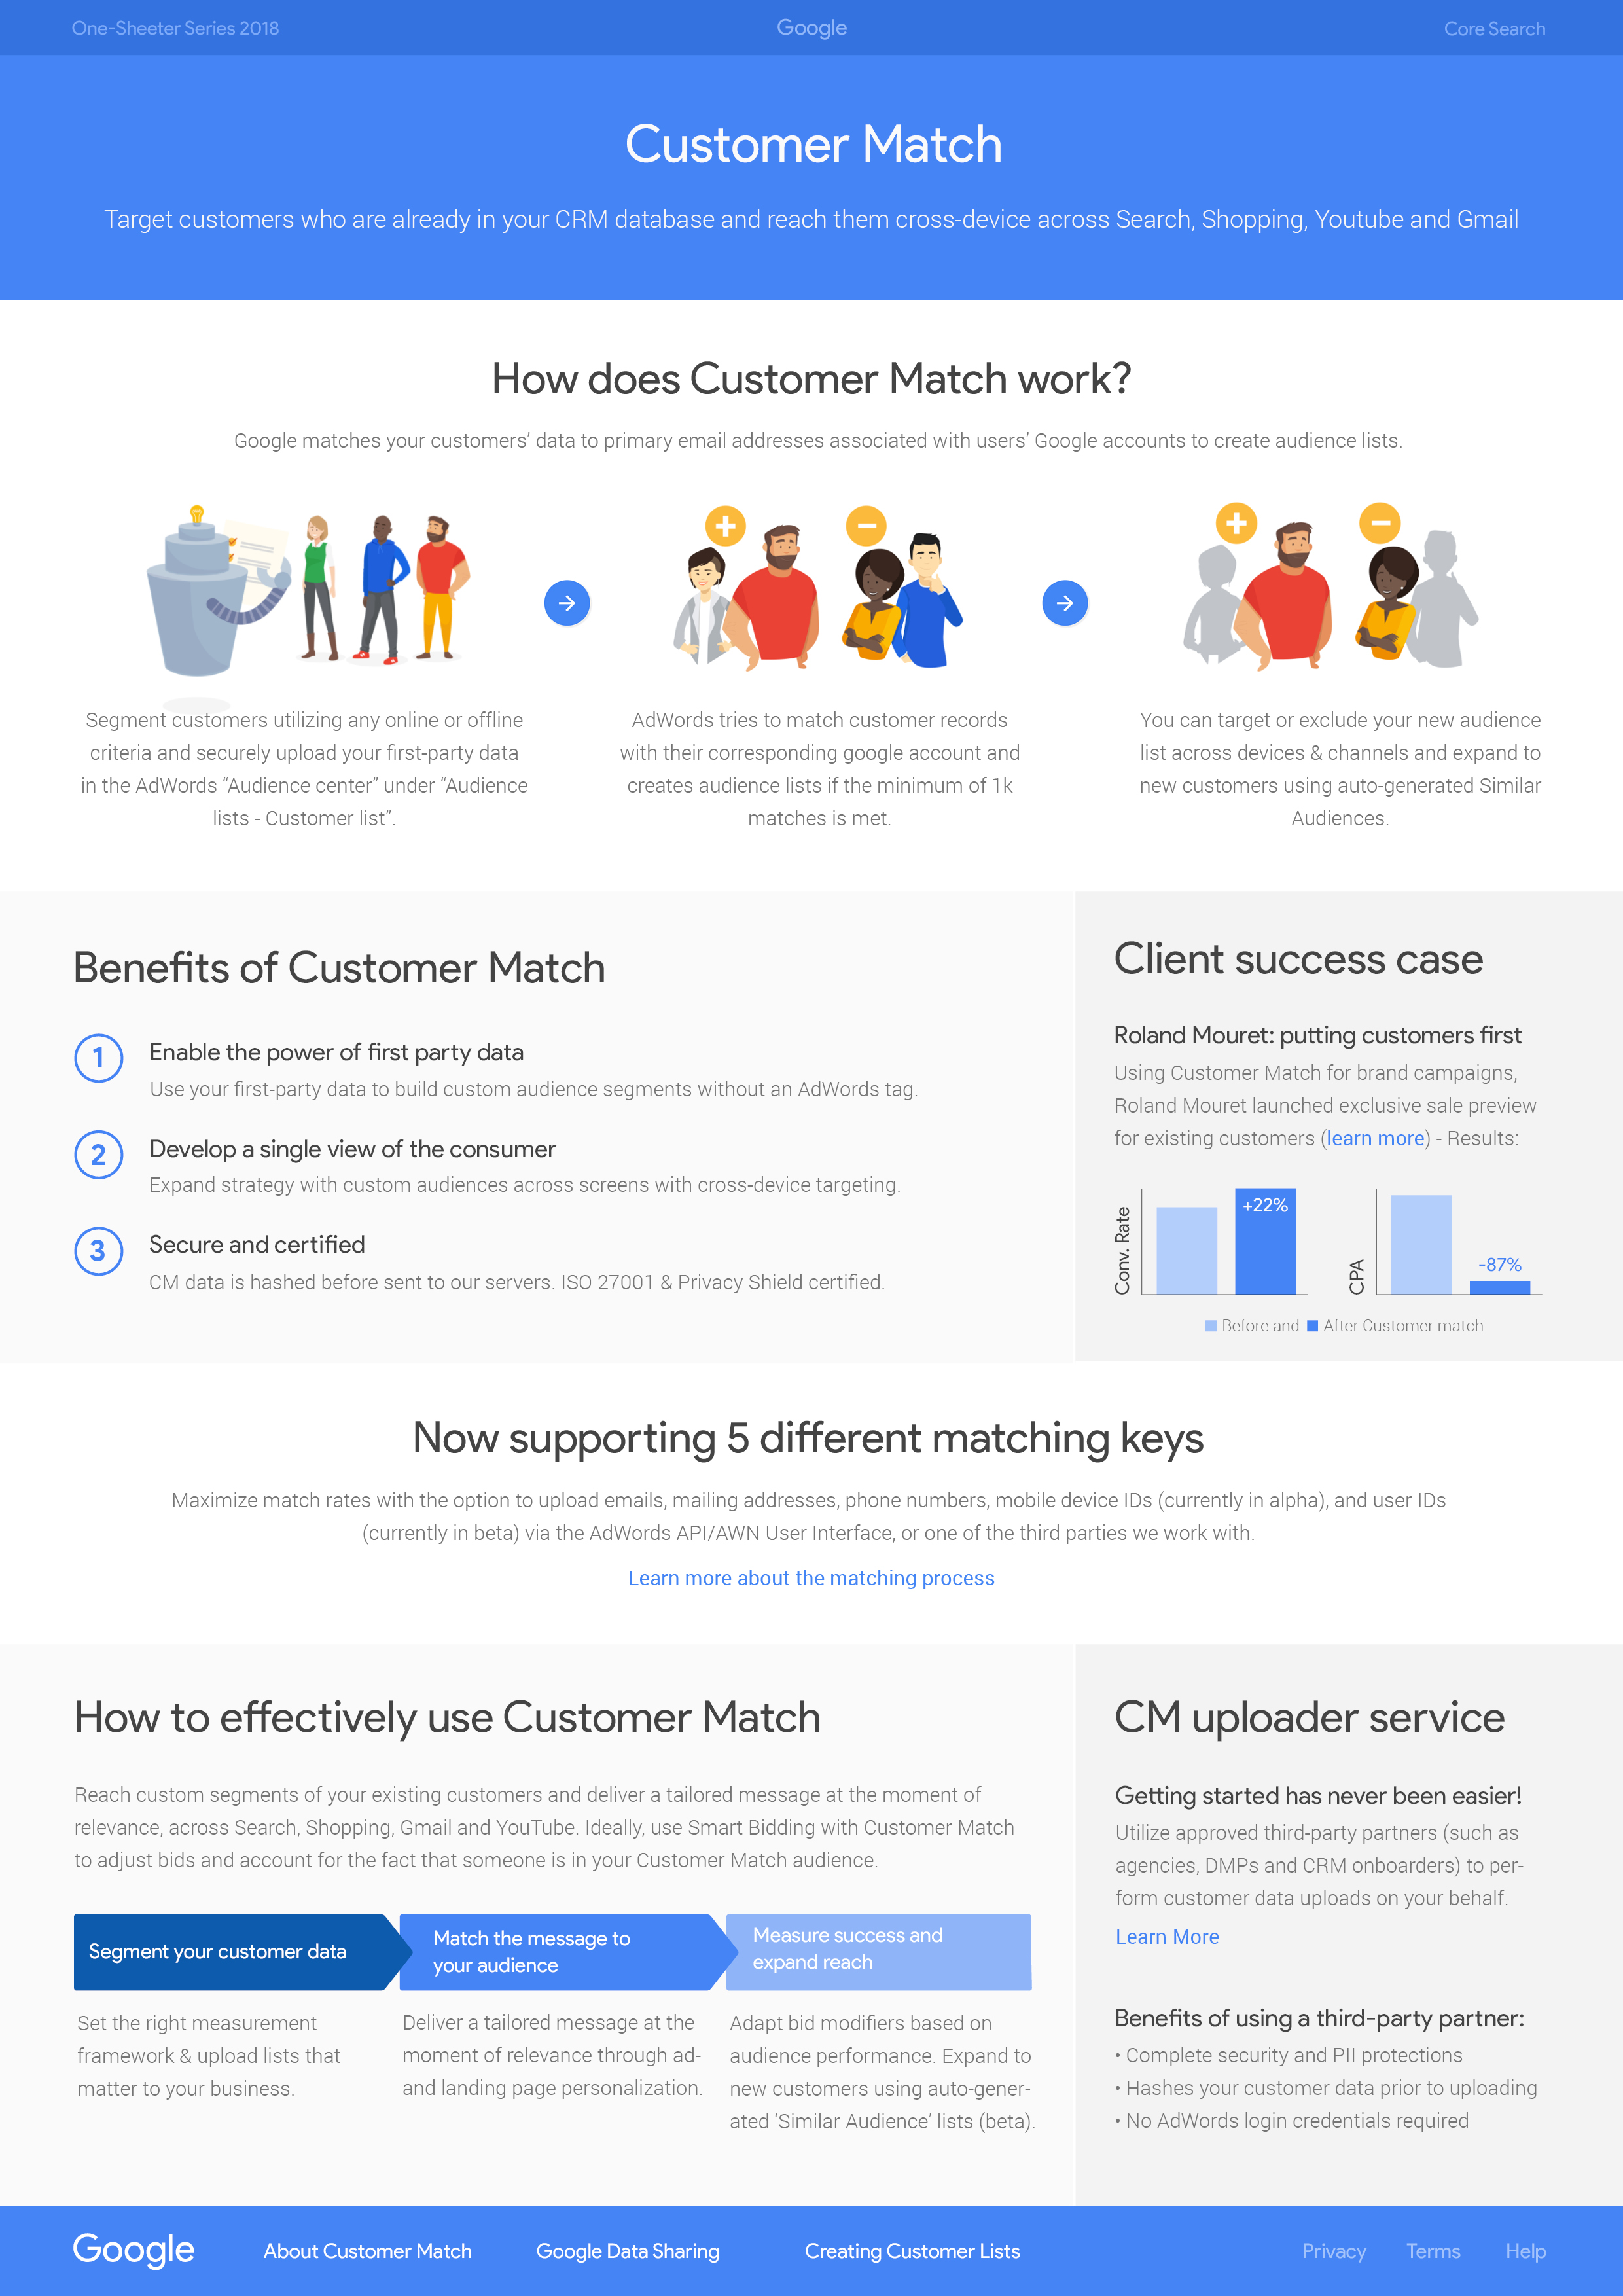 One-Sheeter Series 2018
Google
Core Search
Customer Match
Target customers who are already in your CRM database and reach them cross-device across Search, Shopping, Youtube and Gmail
How does Customer Match work?
Google matches your customers’ data to primary email addresses associated with users’ Google accounts to create audience lists.
Segment customers utilizing any online or offline
criteria and securely upload your first-party data
in the AdWords “Audience center” under “Audience
lists - Customer list”.
AdWords tries to match customer records
with their corresponding google account and
creates audience lists if the minimum of 1k
matches is met.
You can target or exclude your new audience
list across devices & channels and expand to
new customers using auto-generated Similar
Audiences.
Benefits of Customer Match
1
Enable the power of first party data
Use your first-party data to build custom audience segments without an AdWords tag.
2
Develop a single view of the consumer
Expand strategy with custom audiences across screens with cross-device targeting.
3
Secure and certified
CM data is hashed before sent to our servers. ISO 27001 & Privacy Shield certified.
Client success case
Roland Mouret: putting customers first
Using Customer Match for brand campaigns,
Roland Mouret launched exclusive sale preview
for existing customers (learn more) - Results:
Conv. Rate
+22%
CPA
-87%
Before and After Customer match
Now supporting 5 different matching keys
Maximize match rates with the option to upload emails, mailing addresses, phone numbers, mobile device IDs (currently in alpha), and user IDs
(currently in beta) via the AdWords API/AWN User Interface, or one of the third parties we work with.
Learn more about the matching process
How to effectively use Customer Match
Reach custom segments of your existing customers and deliver a tailored message at the moment of
relevance, across Search, Shopping, Gmail and YouTube. Ideally, use Smart Bidding with Customer Match
to adjust bids and account for the fact that someone is in your Customer Match audience.
Segment your customer data
Set the right measurement
framework & upload lists that
matter to your business.
Match the message to
your audience
Deliver a tailored message at the
moment of relevance through ad-
and landing page personalization.
Measure success and
expand reach
Adapt bid modifiers based on
audience performance. Expand to
new customers using auto-gener-
ated ‘Similar Audience’ lists (beta).
CM uploader service
Getting started has never been easier!
Utilize approved third-party partners (such as
agencies, DMPs and CRM onboarders) to per-
form customer data uploads on your behalf.
Learn More
Benefits of using a third-party partner:
• Complete security and PII protections
• Hashes your customer data prior to uploading
• No AdWords login credentials required
Google
About Customer Match
Google Data Sharing
Creating Customer Lists
Privacy
Terms
Help